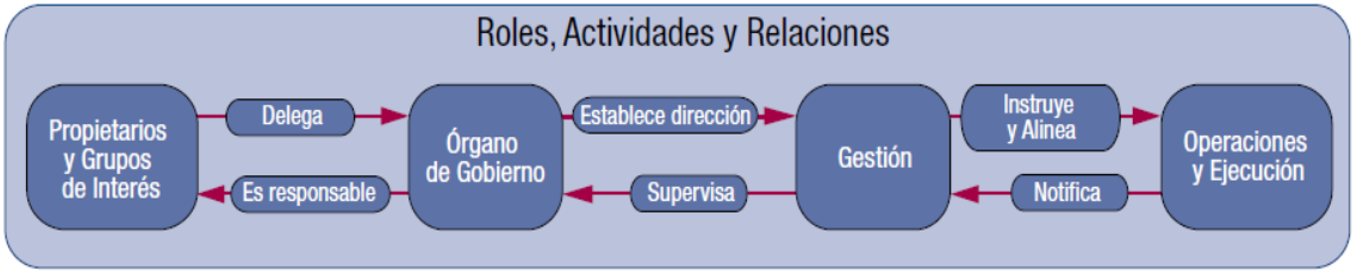 Roles, Actividades y Relaciones
Propietarios
y Grupos
de Interés
Delega
Es responsable
Órgano
de Gobierno
Establece dirección
Supervisa
Gestión
Instruye
y Alinea
Notifica
Operaciones
y Ejecución